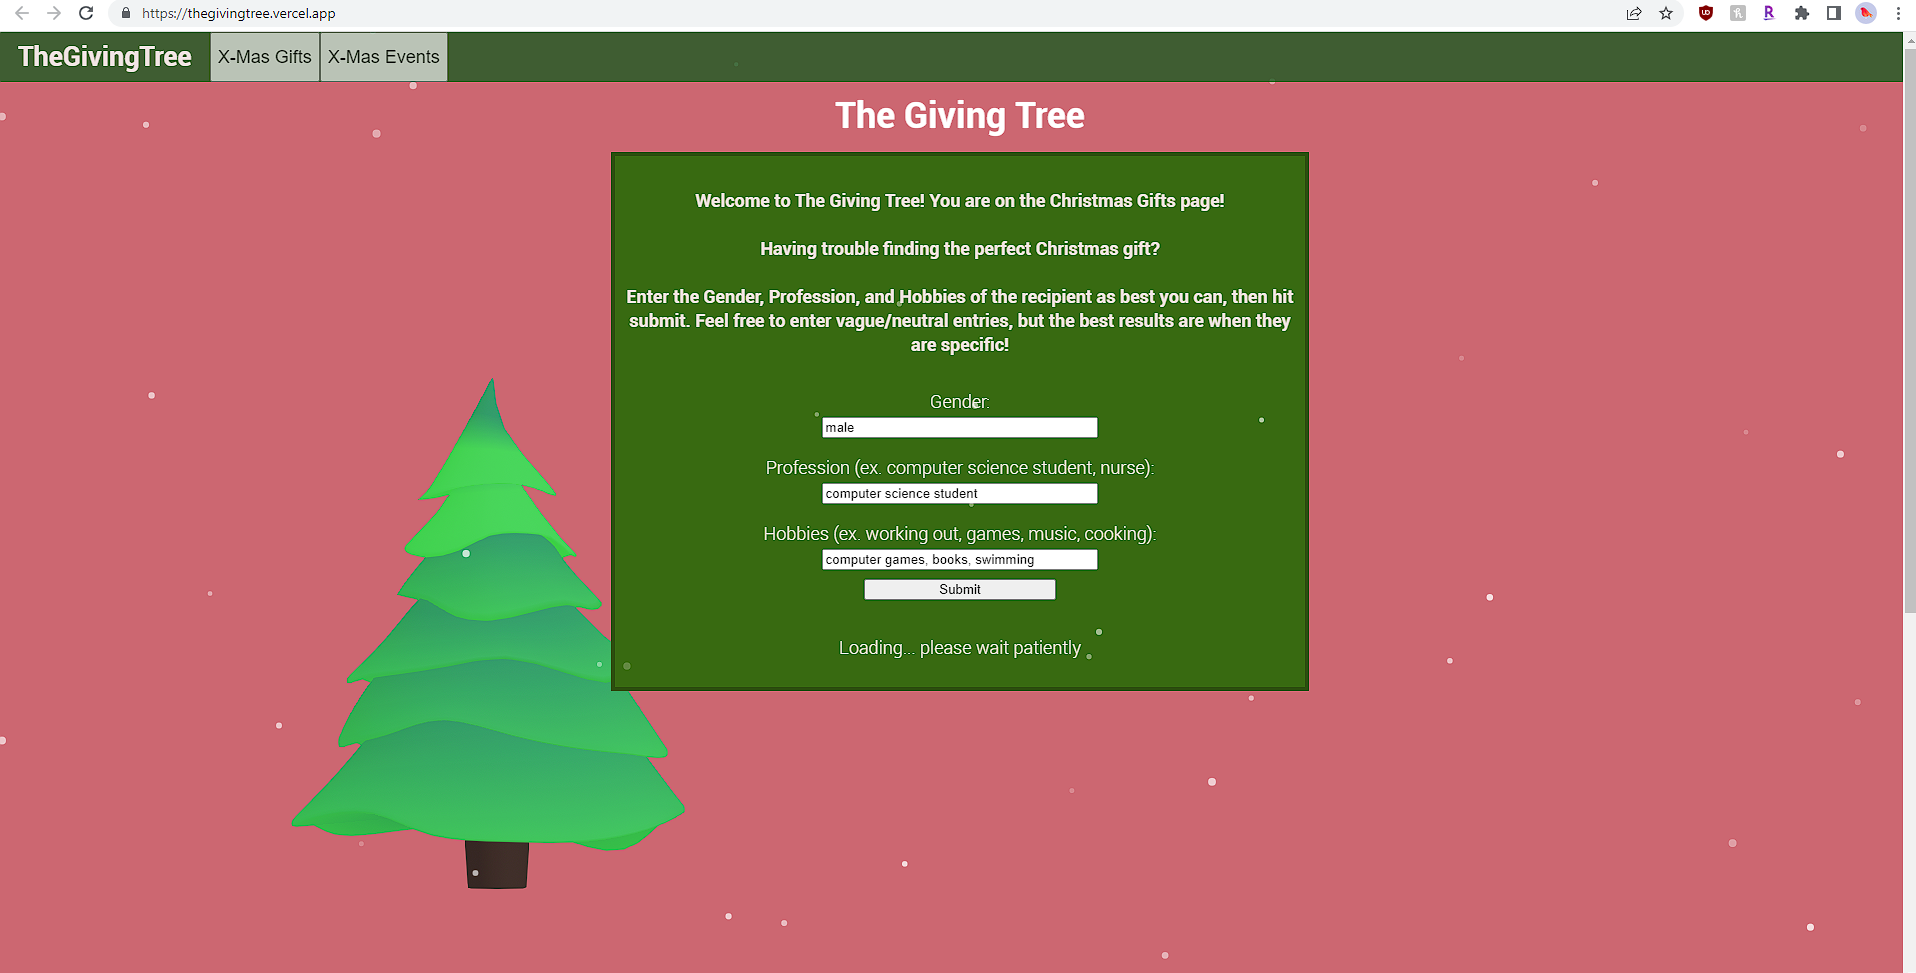 https://thegivingtree.vercel.app
TheGivingTree
X-Mas Gifts
X-Mas Events
The Giving Tree
Welcome to The Giving Tree! You are on the Christmas Gifts page!
Having trouble finding the perfect Christmas gift?
Enter the Gender, Profession, and Hobbies of the recipient as best you can, then hit
submit. Feel free to enter vague/neutral entries, but the best results are when they
are specific!
Gender:
male
Profession (ex. computer science student, nurse):
computer science student
Hobbies (ex. working out, games, music, cooking):
computer games, books, swimming
Submit
Loading... please wait patiently